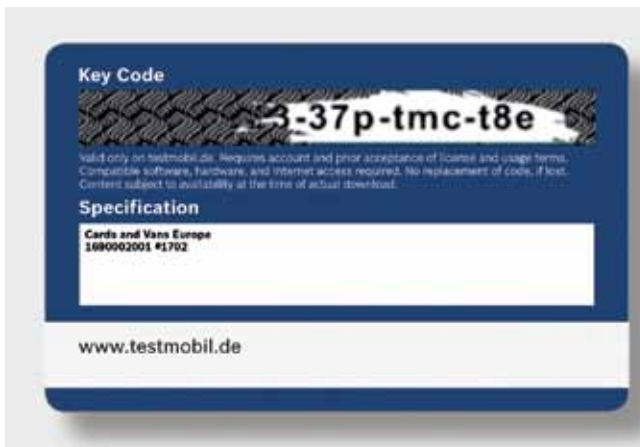 Key Code
3-37p-tmc-t8e
Valid only on testmobil.de. Requires account and prior acceptance of license and usage terms.
Compatible software, hardware, and Internet access required. No replacement of code, if lost.
Content subject to availability at the time of actual download.
Specification
Cards and Vans Europe
1690002001 #1702
www.testmobil.de